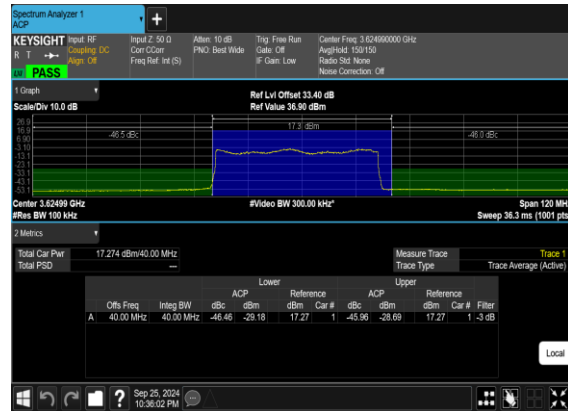 Spectrum Analyzer 1
ACP
+
KEYSIGHT Input: RF Input Z: 50 Ω Atten: 10 dB Trig: Free Run Center Freq: 3.624990000 GHz
R T Coupling: DC Corr CCorr PNO: Best Wide Gate: Off Avg|Hold: 150/150
Align: Off Freq Ref: Int (S) IF Gain: Low Radio Std: None
LW PASS Noise Correction: Off
1 Graph Ref Lvl Offset 33.40 dB
Scale/Div 10.0 dB Ref Value 36.90 dBm
26.9 17.3 dBm
16.9 -46.5 dBc -46.0 dBc
6.90
-3.10
-13.1
-23.1
-33.1
-43.1
-53.1
Center 3.62499 GHz #Video BW 300.00 kHz* Span 120 MH
#Res BW 100 kHz Sweep 36.3 ms (1001 pts
2 Metrics
Total Car Pwr 17.274 dBm/40.00 MHz Measure Trace Trace 1
Total PSD --- Trace Type Trace Average (Active)
Lower Upper
ACP Reference ACP Reference
Offs Freq Integ BW dBc dBm dBm Car # dBc dBm dBm Car # Filter
A 40.00 MHz 40.00 MHz -46.46 -29.18 17.27 1 -45.96 -28.69 17.27 1 -3 dB
Local
? Sep 25, 2024
10:36:02 PM